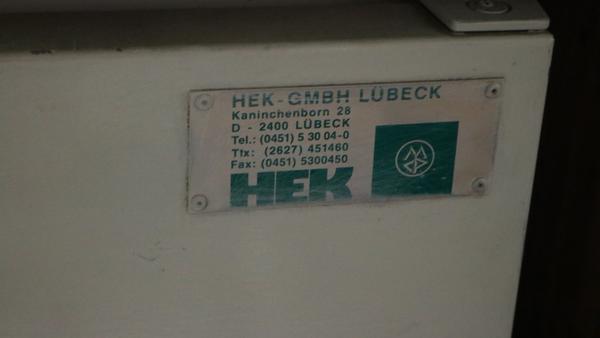 HEK-GMBH LÜBECK
Kaninchenborn 28
D - 2400 LÜBECK
Tel.: (0451) 5 30 04-0
Ttx: (2627) 451460
Fax: (0451) 5300450
HEK